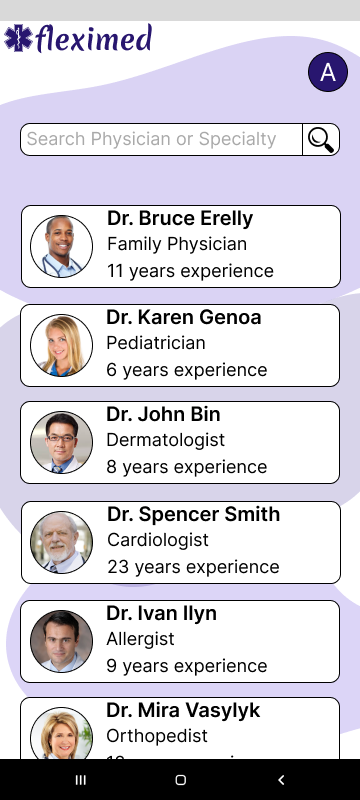 fleximed
A
Search Physician or Specialty
Dr. Bruce Erelly
Family Physician
11 years experience
Dr. Karen Genoa
Pediatrician
6 years experience
Dr. John Bin
Dermatologist
8 years experience
Dr. Spencer Smith
Cardiologist
23 years experience
Dr. Ivan Ilyn
Allergist
9 years experience
Dr. Mira Vasylyk
Orthopedist